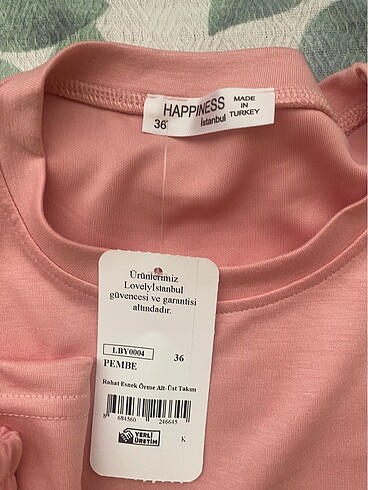 HAPPINESS MADE IN TURKEY
36 İstanbul
Ürünlerimiz
Lovelyİstanbul
güvencesi ve garantisi
altındadır.
LBY0004 36
PEMBE
Rahat Esnek Örme Alt-Üst Takım
8 684560 246645
YERLİ ÜRETİM K